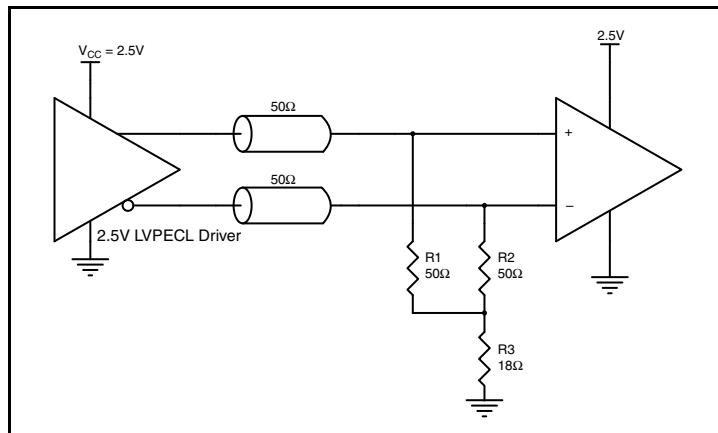 V_CC = 2.5V
2.5V
50Ω
+
50Ω
−
2.5V LVPECL Driver
R1
50Ω
R2
50Ω
R3
18Ω